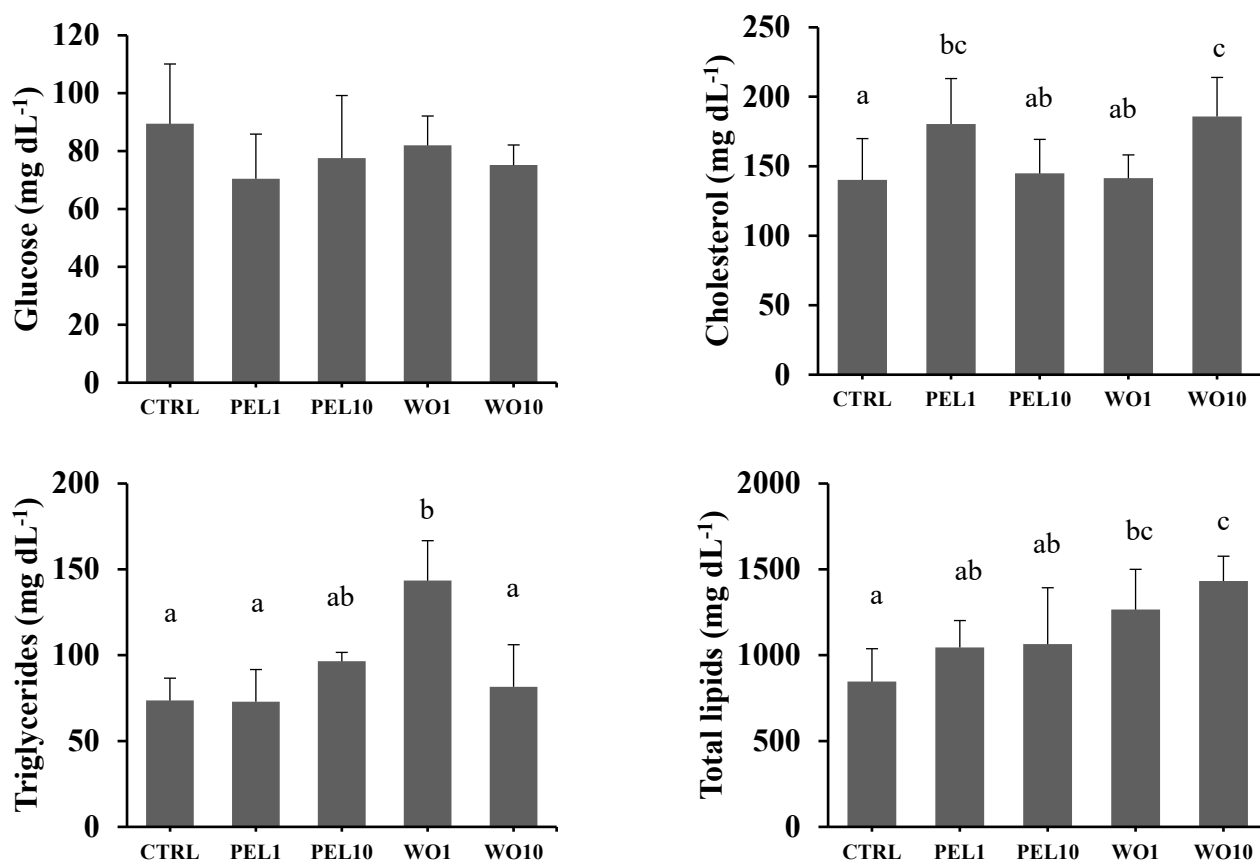 Glucose (mg dL-1)
120
100
80
60
40
20
0
CTRL PEL1 PEL10 WO1 WO10
Cholesterol (mg dL-1)
250
200
150
100
50
0
a bc ab ab c
CTRL PEL1 PEL10 WO1 WO10
Triglycerides (mg dL-1)
200
150
100
50
0
a a ab b a
CTRL PEL1 PEL10 WO1 WO10
Total lipids (mg dL-1)
2000
1500
1000
500
0
a ab ab bc c
CTRL PEL1 PEL10 WO1 WO10